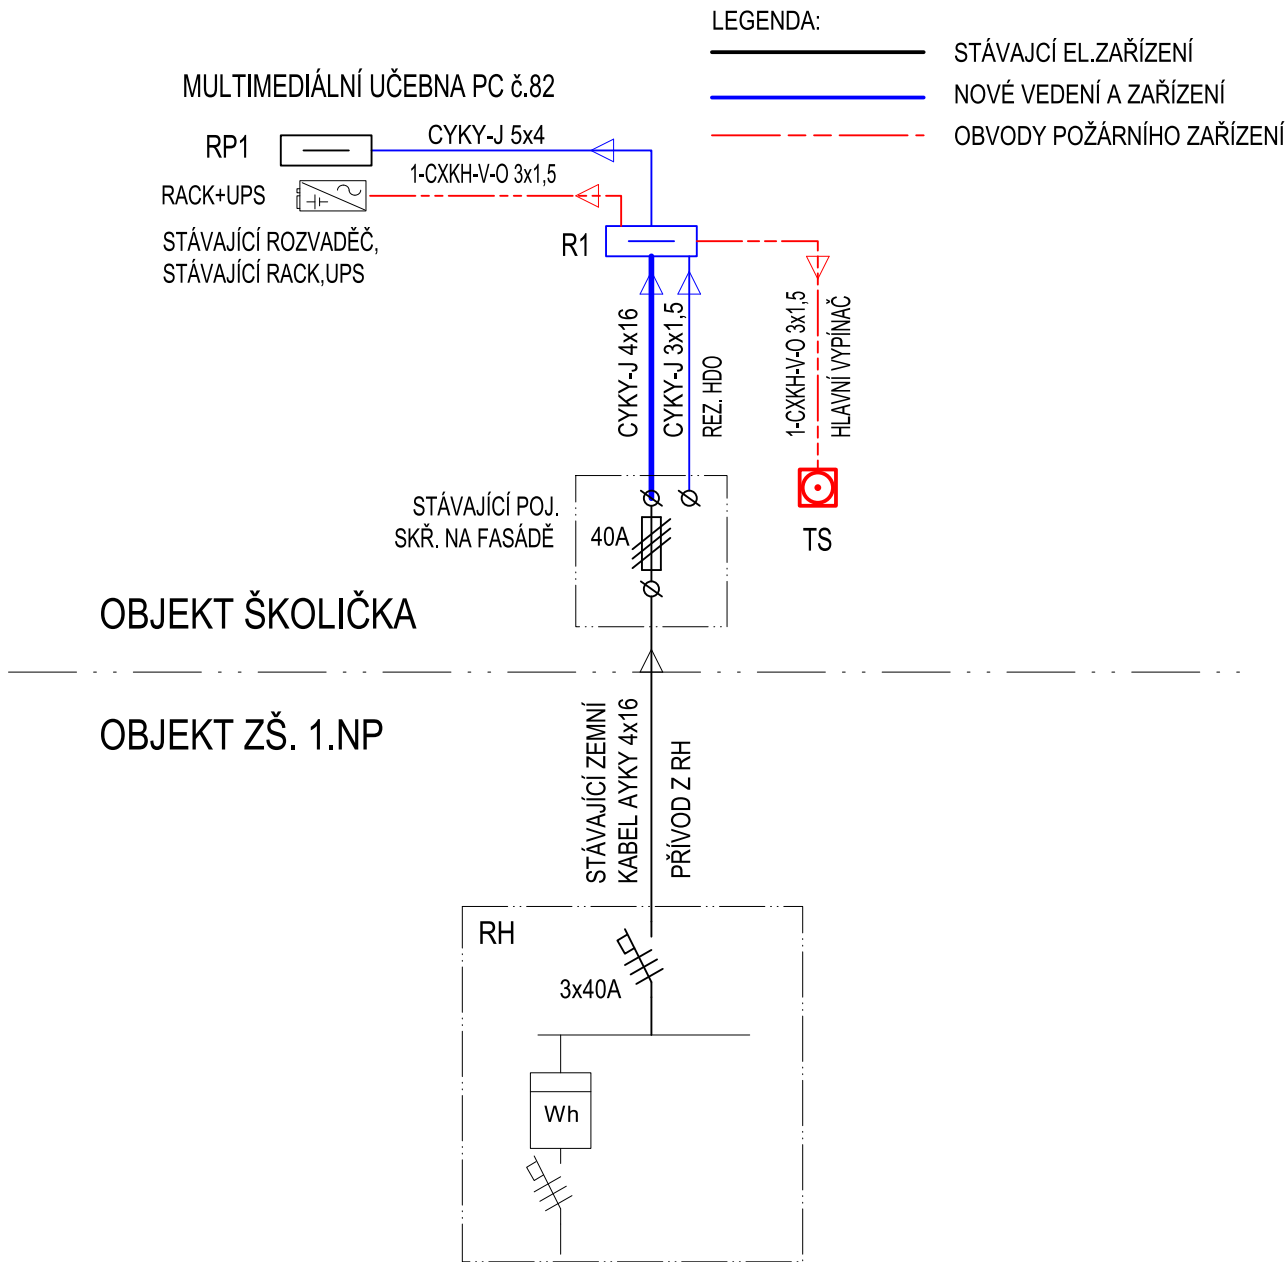 LEGENDA:
STÁVAJCÍ EL.ZAŘÍZENÍ
NOVÉ VEDENÍ A ZAŘÍZENÍ
OBVODY POŽÁRNÍHO ZAŘÍZENÍ
MULTIMEDIÁLNÍ UČEBNA PC č.82
RP1
CYKY-J 5x4
1-CXKH-V-O 3x1,5
RACK+UPS
STÁVAJÍCÍ ROZVADĚČ,
STÁVAJÍCÍ RACK,UPS
R1
CYKY-J 4x16
CYKY-J 3x1,5
REZ. HDO
1-CXKH-V-O 3x1,5
HLAVNÍ VYPÍNAČ
STÁVAJÍCÍ POJ.
SKŘ. NA FASÁDĚ
40A
TS
OBJEKT ŠKOLIČKA
OBJEKT ZŠ. 1.NP
STÁVAJÍCÍ ZEMNÍ
KABEL AYKY 4x16
PŘÍVOD Z RH
RH
3x40A
Wh